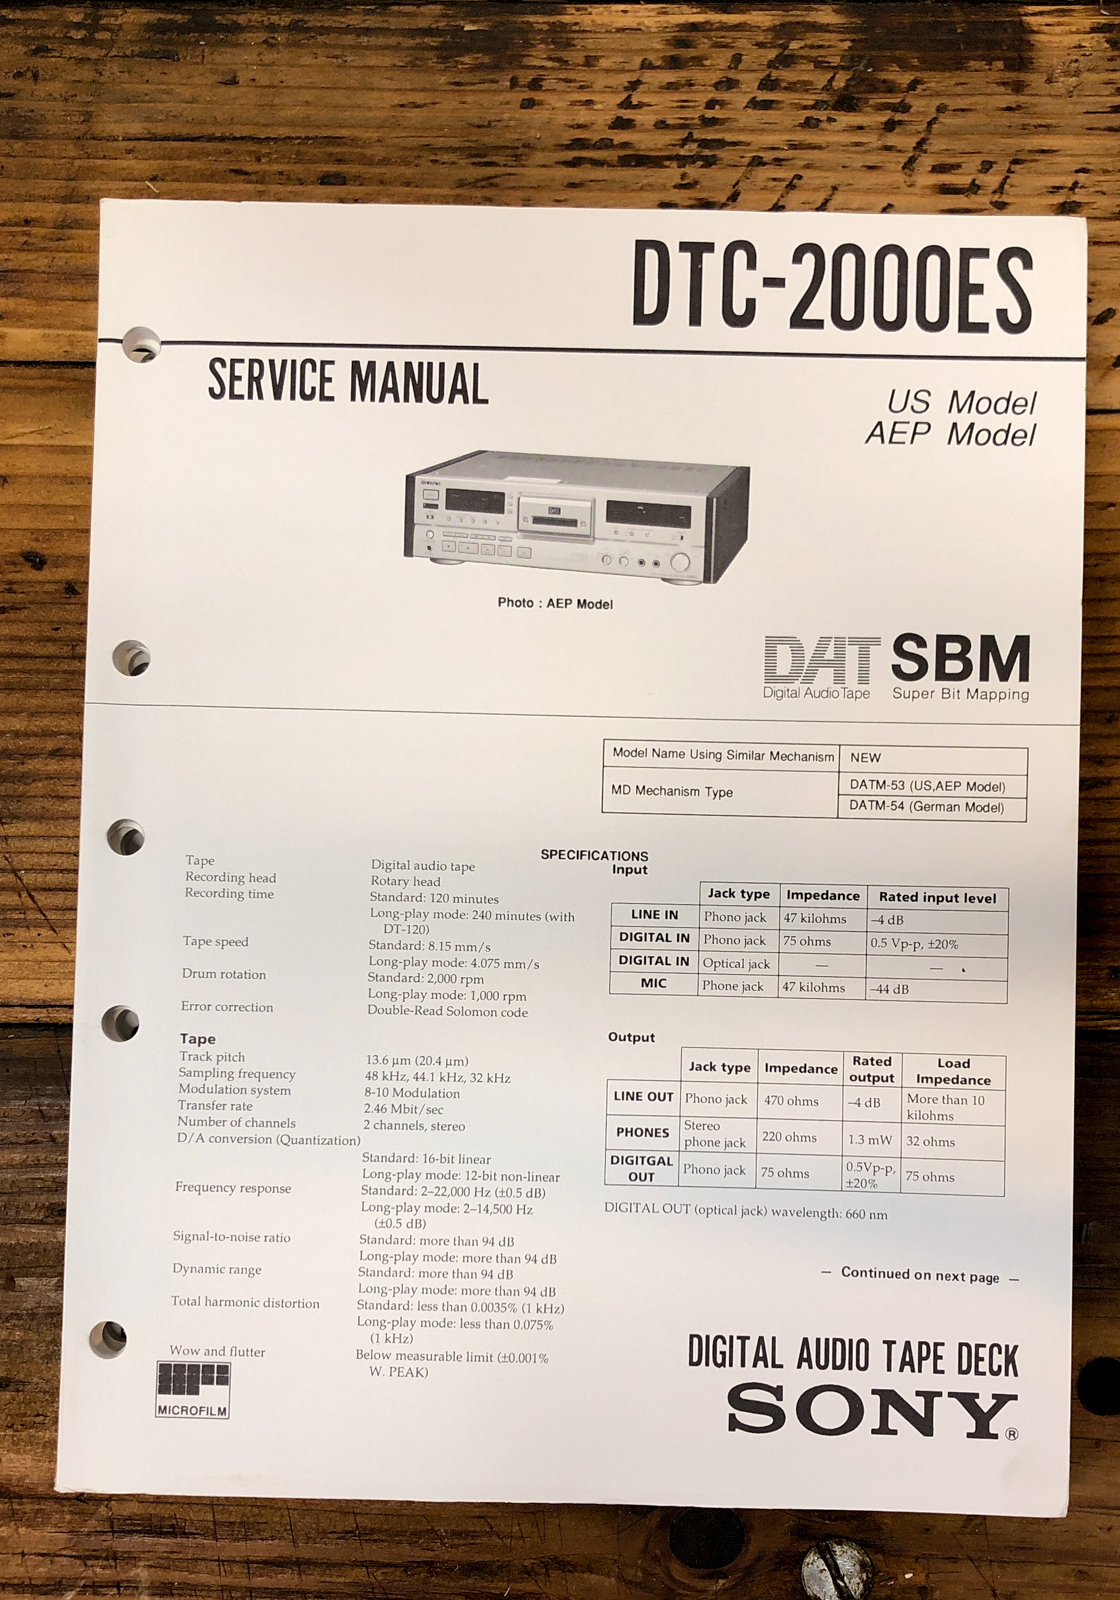 DTC-2000ES
SERVICE MANUAL
US Model
AEP Model
Photo : AEP Model
DAT SBM
Digital Audio Tape Super Bit Mapping
Model Name Using Similar Mechanism NEW
MD Mechanism Type DATM-53 (US,AEP Model)
DATM-54 (German Model)
SPECIFICATIONS
Tape Digital audio tape
Recording head Rotary head
Recording time Standard: 120 minutes
Long-play mode: 240 minutes (with
DT-120)
Tape speed Standard: 8.15 mm/s
Long-play mode: 4.075 mm/s
Drum rotation Standard: 2,000 rpm
Long-play mode: 1,000 rpm
Error correction Double-Read Solomon code
Tape
Track pitch 13.6 µm (20.4 µm)
Sampling frequency 48 kHz, 44.1 kHz, 32 kHz
Modulation system 8-10 Modulation
Transfer rate 2.46 Mbit/sec
Number of channels 2 channels, stereo
D/A conversion (Quantization)
Standard: 16-bit linear
Long-play mode: 12-bit non-linear
Frequency response Standard: 2–22,000 Hz (±0.5 dB)
Long-play mode: 2–14,500 Hz
(±0.5 dB)
Signal-to-noise ratio Standard: more than 94 dB
Long-play mode: more than 94 dB
Dynamic range Standard: more than 94 dB
Long-play mode: more than 94 dB
Total harmonic distortion Standard: less than 0.0035% (1 kHz)
Long-play mode: less than 0.075%
(1 kHz)
Wow and flutter Below measurable limit (±0.001%
W. PEAK)
MICROFILM
Input
Jack type Impedance Rated input level
LINE IN Phono jack 47 kilohms –4 dB
DIGITAL IN Phono jack 75 ohms 0.5 Vp-p, ±20%
DIGITAL IN Optical jack — —
MIC Phone jack 47 kilohms –44 dB
Output
Jack type Impedance Rated output Load Impedance
LINE OUT Phono jack 470 ohms –4 dB More than 10
kilohms
PHONES Stereo
phone jack 220 ohms 1.3 mW 32 ohms
DIGITGAL
OUT Phono jack 75 ohms 0.5Vp-p,
±20% 75 ohms
DIGITAL OUT (optical jack) wavelength: 660 nm
— Continued on next page —
DIGITAL AUDIO TAPE DECK
SONY®